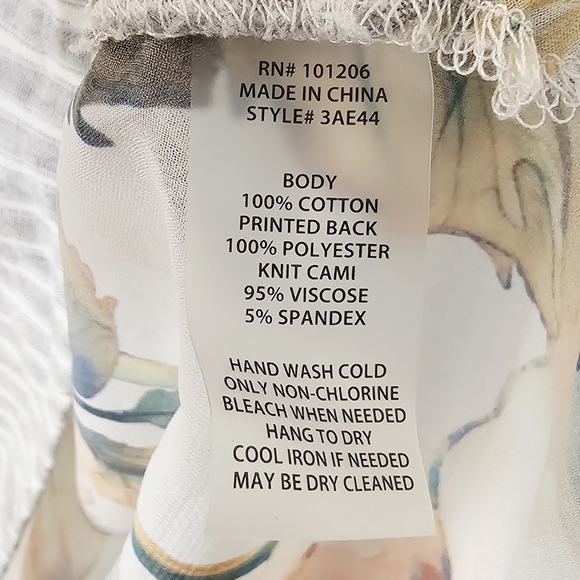 RN# 101206
MADE IN CHINA
STYLE# 3AE44
BODY
100% COTTON
PRINTED BACK
100% POLYESTER
KNIT CAMI
95% VISCOSE
5% SPANDEX
HAND WASH COLD
ONLY NON-CHLORINE
BLEACH WHEN NEEDED
HANG TO DRY
COOL IRON IF NEEDED
MAY BE DRY CLEANED